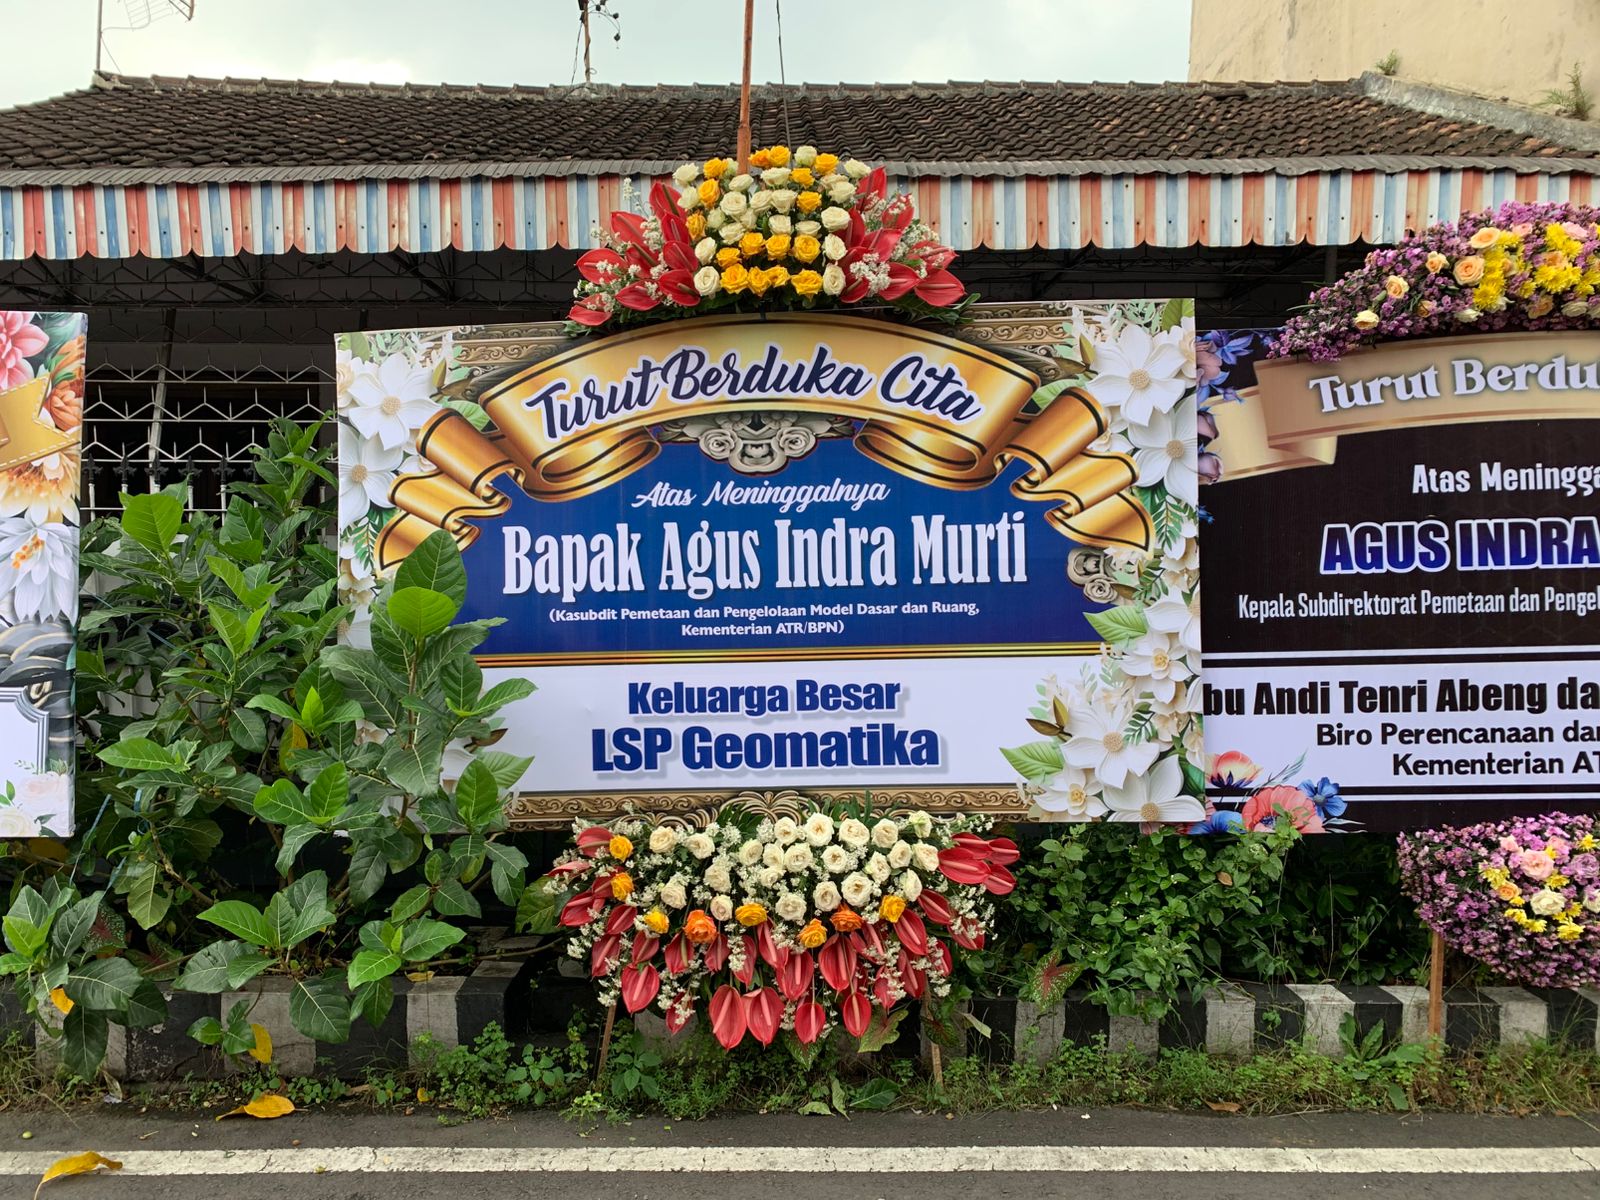 Turut Berduka Cita
Atas Meninggalnya
Bapak Agus Indra Murti
(Kasubdit Pemetaan dan Pengelolaan Model Dasar dan Ruang,
Kementerian ATR/BPN)
Keluarga Besar
LSP Geomatika
Turut Berdu
Atas Meningga
AGUS INDRA
Kepala Subdirektorat Pemetaan dan Pengel
bu Andi Tenri Abeng da
Biro Perencanaan dan
Kementerian AT